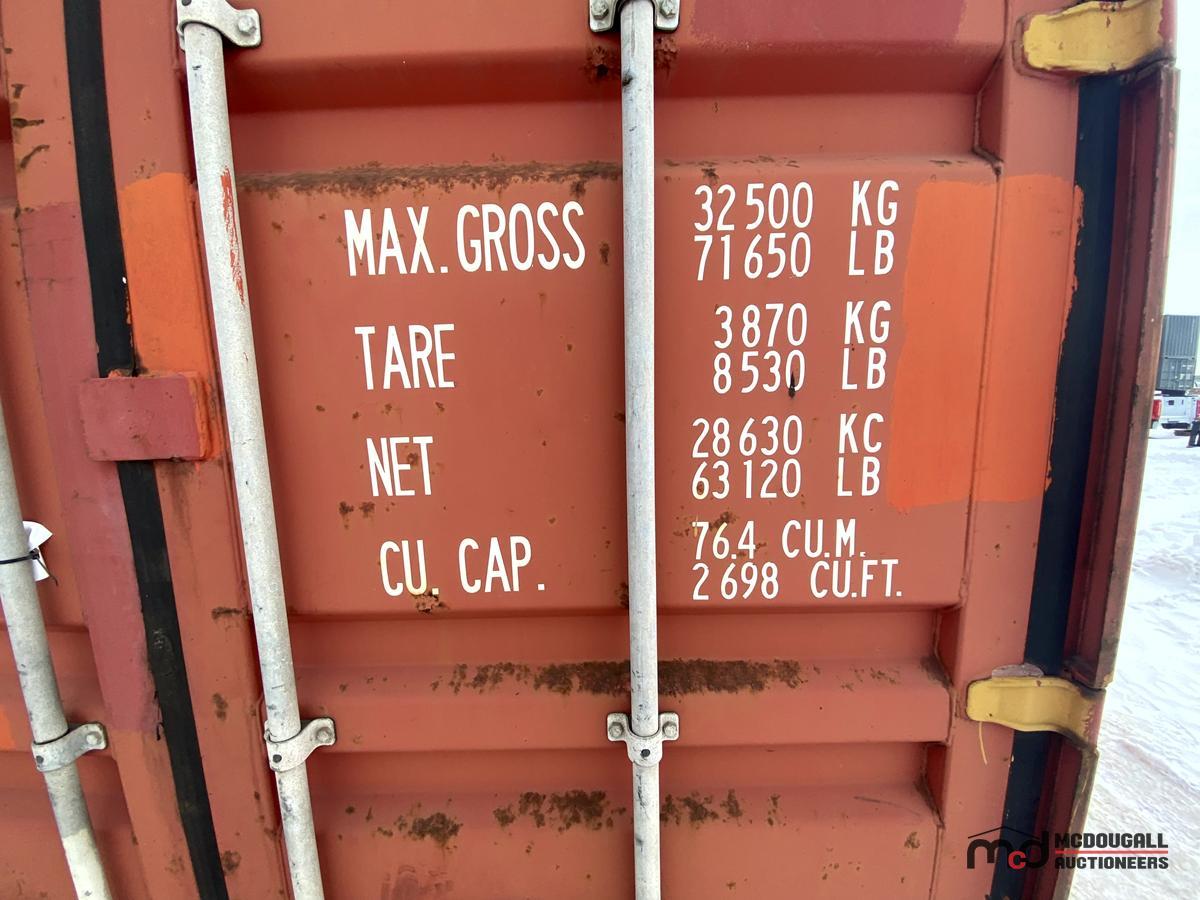 MAX. GROSS 32500 KG
71650 LB
TARE 3870 KG
8530 LB
NET 28630 KC
63120 LB
CU. CAP. 76.4 CU.M.
2698 CU.FT.
mcd MCDOUGALL
AUCTIONEERS